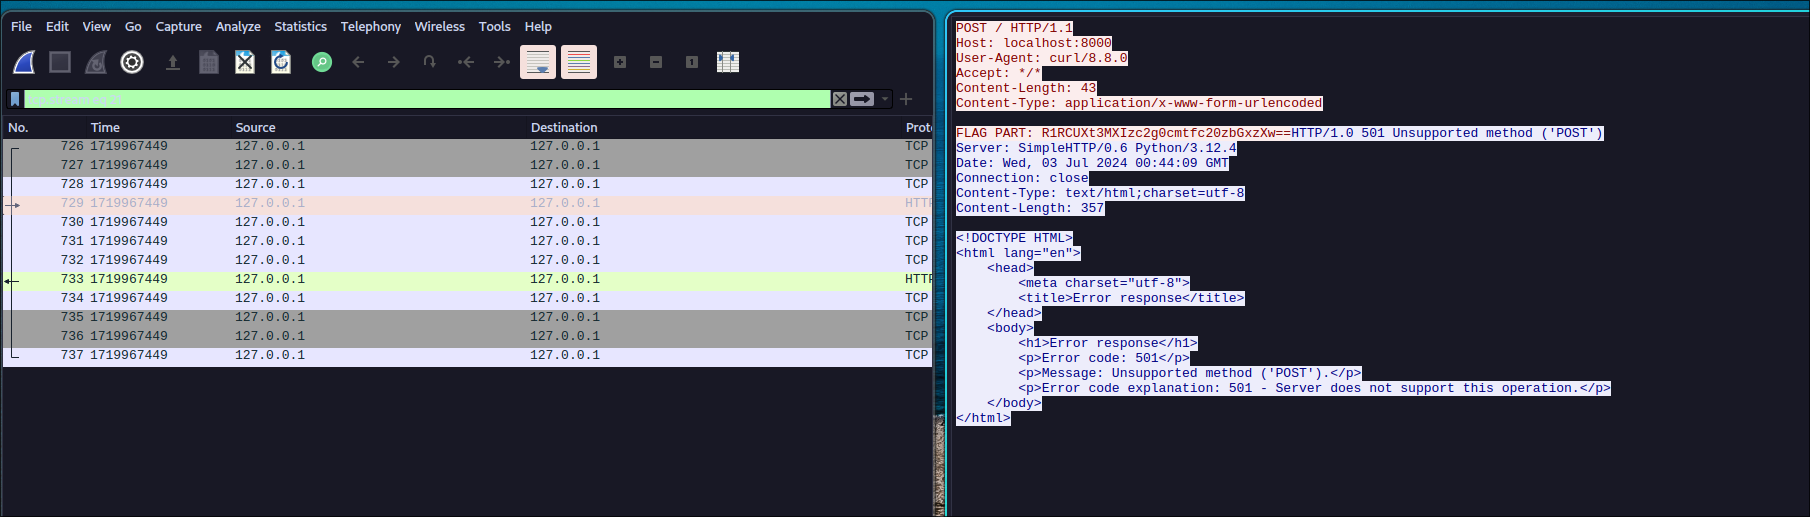 File Edit View Go Capture Analyze Statistics Telephony Wireless Tools Help
No. Time Source Destination
726 1719967449 127.0.0.1 127.0.0.1 TCP
727 1719967449 127.0.0.1 127.0.0.1 TCP
728 1719967449 127.0.0.1 127.0.0.1 TCP
729 1719967449 127.0.0.1 127.0.0.1 HTTP
730 1719967449 127.0.0.1 127.0.0.1 TCP
731 1719967449 127.0.0.1 127.0.0.1 TCP
732 1719967449 127.0.0.1 127.0.0.1 TCP
733 1719967449 127.0.0.1 127.0.0.1 HTTP
734 1719967449 127.0.0.1 127.0.0.1 TCP
735 1719967449 127.0.0.1 127.0.0.1 TCP
736 1719967449 127.0.0.1 127.0.0.1 TCP
737 1719967449 127.0.0.1 127.0.0.1 TCP
POST / HTTP/1.1
Host: localhost:8000
User-Agent: curl/8.8.0
Accept: */*
Content-Length: 43
Content-Type: application/x-www-form-urlencoded
FLAG PART: R1RCUXt3MXIzc2g0cmtfc20zbGxzXw==HTTP/1.0 501 Unsupported method ('POST')
Server: SimpleHTTP/0.6 Python/3.12.4
Date: Wed, 03 Jul 2024 00:44:09 GMT
Connection: close
Content-Type: text/html;charset=utf-8
Content-Length: 357
<!DOCTYPE HTML>
<html lang="en">
<head>
<meta charset="utf-8">
<title>Error response</title>
</head>
<body>
<h1>Error response</h1>
<p>Error code: 501</p>
<p>Message: Unsupported method ('POST').</p>
<p>Error code explanation: 501 - Server does not support this operation.</p>
</body>
</html>